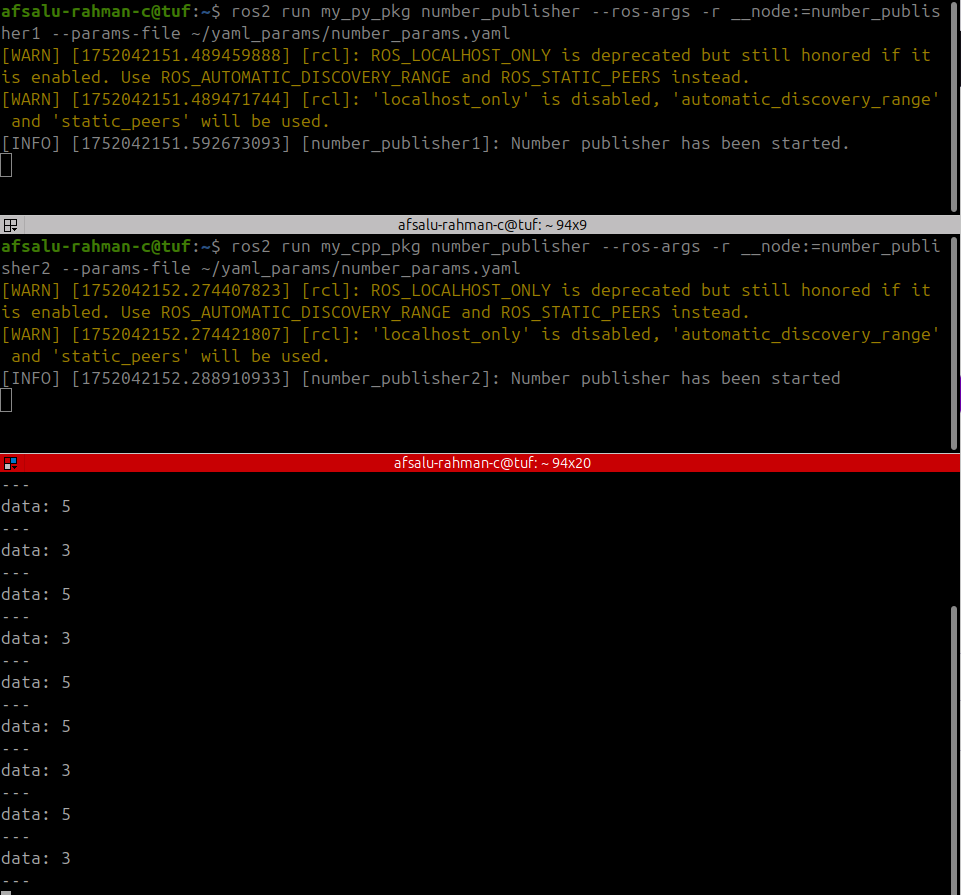 afsalu-rahman-c@tuf:~$ ros2 run my_py_pkg number_publisher --ros-args -r __node:=number_publis
her1 --params-file ~/yaml_params/number_params.yaml
[WARN] [1752042151.489459888] [rcl]: ROS_LOCALHOST_ONLY is deprecated but still honored if it
is enabled. Use ROS_AUTOMATIC_DISCOVERY_RANGE and ROS_STATIC_PEERS instead.
[WARN] [1752042151.489471744] [rcl]: 'localhost_only' is disabled, 'automatic_discovery_range'
 and 'static_peers' will be used.
[INFO] [1752042151.592673093] [number_publisher1]: Number publisher has been started.
afsalu-rahman-c@tuf: ~ 94x9
afsalu-rahman-c@tuf:~$ ros2 run my_cpp_pkg number_publisher --ros-args -r __node:=number_publi
sher2 --params-file ~/yaml_params/number_params.yaml
[WARN] [1752042152.274407823] [rcl]: ROS_LOCALHOST_ONLY is deprecated but still honored if it
is enabled. Use ROS_AUTOMATIC_DISCOVERY_RANGE and ROS_STATIC_PEERS instead.
[WARN] [1752042152.274421807] [rcl]: 'localhost_only' is disabled, 'automatic_discovery_range'
 and 'static_peers' will be used.
[INFO] [1752042152.288910933] [number_publisher2]: Number publisher has been started
afsalu-rahman-c@tuf: ~ 94x20
---
data: 5
---
data: 3
---
data: 5
---
data: 3
---
data: 5
---
data: 5
---
data: 3
---
data: 5
---
data: 3
---